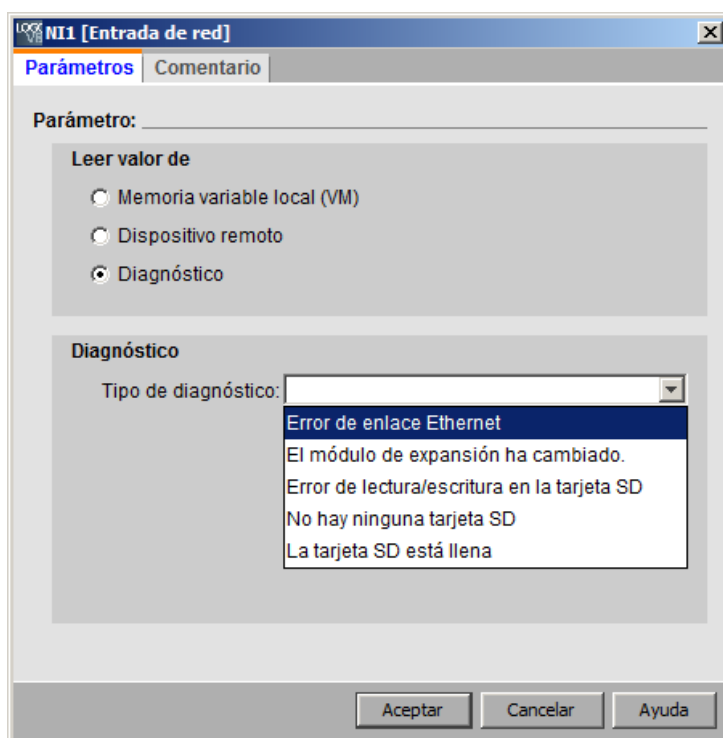 NI1 [Entrada de red]
Parámetros Comentario
Parámetro:
Leer valor de
Memoria variable local (VM)
Dispositivo remoto
Diagnóstico
Diagnóstico
Tipo de diagnóstico:
Error de enlace Ethernet
El módulo de expansión ha cambiado.
Error de lectura/escritura en la tarjeta SD
No hay ninguna tarjeta SD
La tarjeta SD está llena
Aceptar Cancelar Ayuda